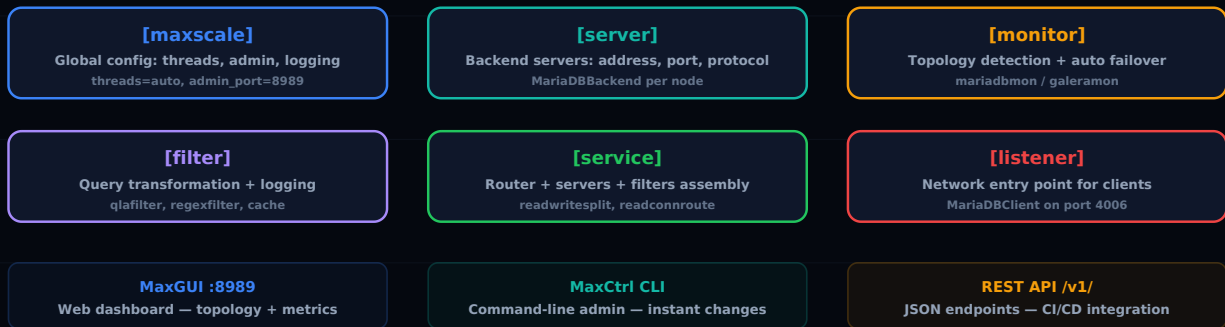 [maxscale]
Global config: threads, admin, logging
threads=auto, admin_port=8989
[server]
Backend servers: address, port, protocol
MariaDBBackend per node
[monitor]
Topology detection + auto failover
mariadbmon / galeramon
[filter]
Query transformation + logging
qlafilter, regexfilter, cache
[service]
Router + servers + filters assembly
readwritesplit, readconnroute
[listener]
Network entry point for clients
MariaDBClient on port 4006
MaxGUI :8989
Web dashboard — topology + metrics
MaxCtrl CLI
Command-line admin — instant changes
REST API /v1/
JSON endpoints — CI/CD integration